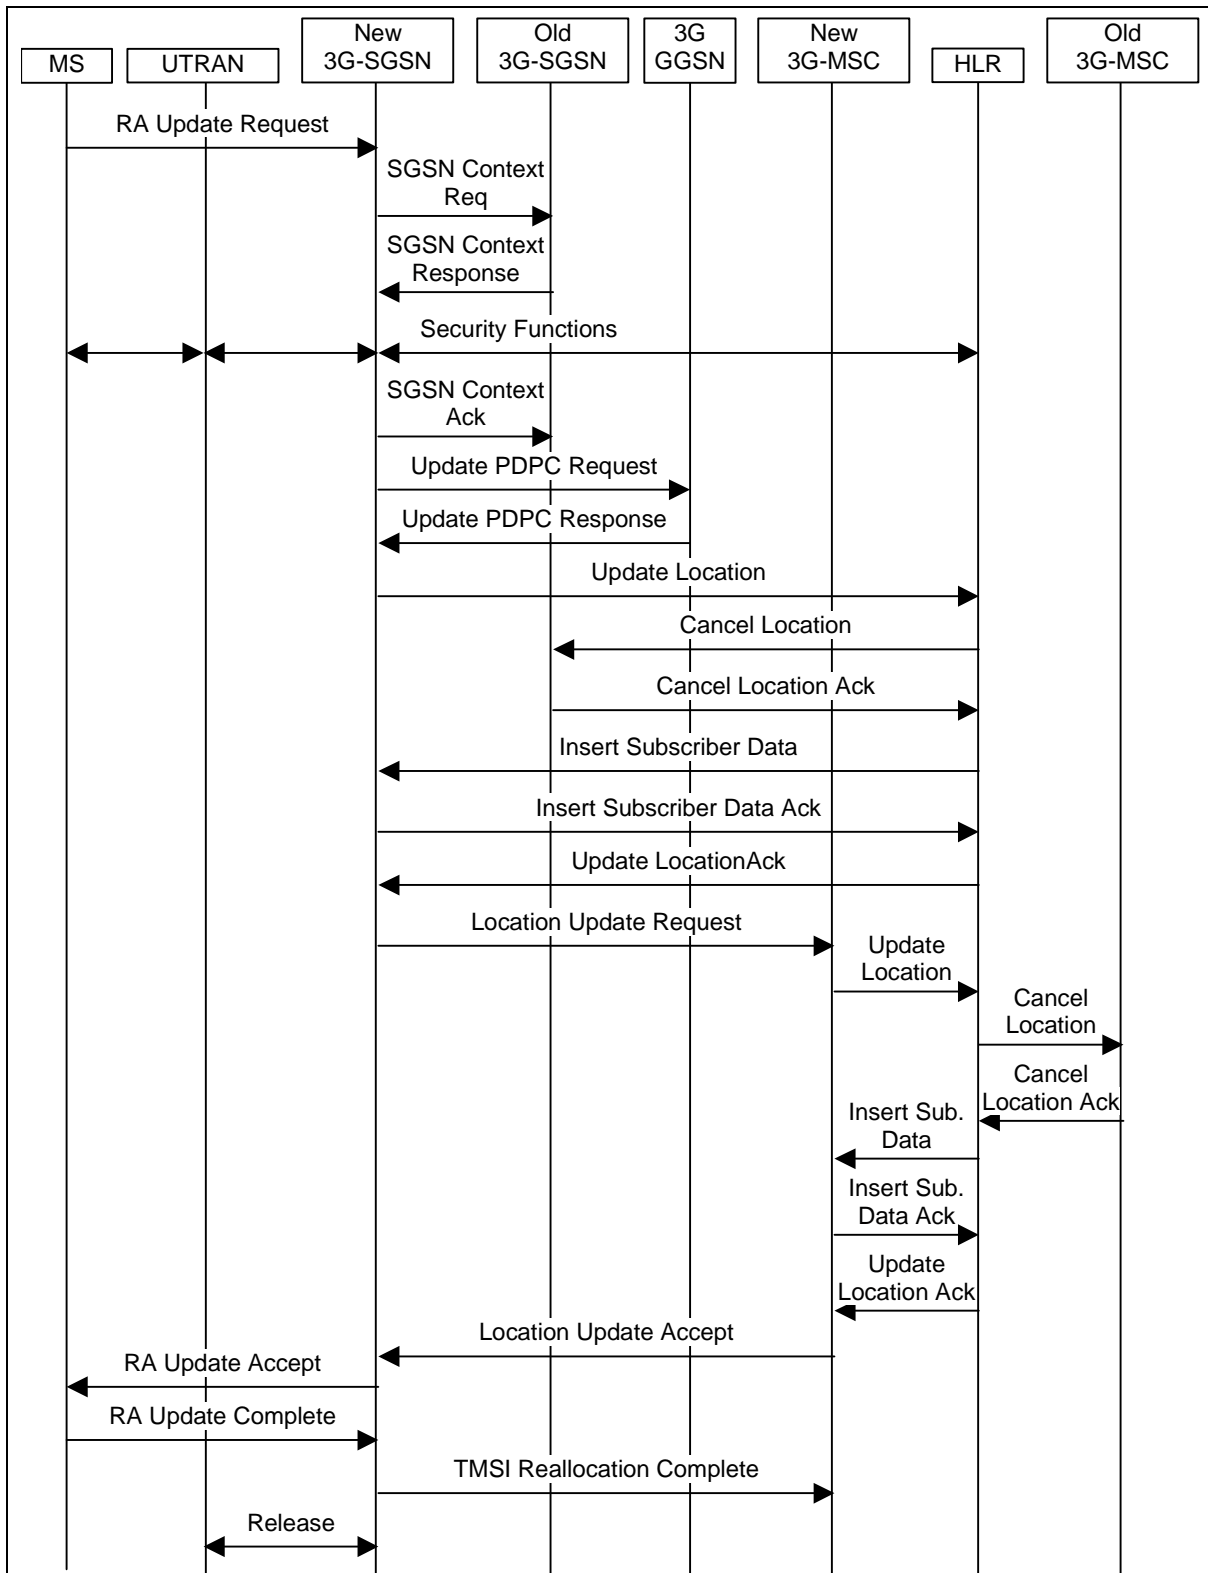 MS
UTRAN
New
3G-SGSN
Old
3G-SGSN
3G
GGSN
New
3G-MSC
HLR
Old
3G-MSC
RA Update Request
SGSN Context
Req
SGSN Context
Response
Security Functions
SGSN Context
Ack
Update PDPC Request
Update PDPC Response
Update Location
Cancel Location
Cancel Location Ack
Insert Subscriber Data
Insert Subscriber Data Ack
Update LocationAck
Location Update Request
Update
Location
Cancel
Location
Cancel
Location Ack
Insert Sub.
Data
Insert Sub.
Data Ack
Update
Location Ack
Location Update Accept
RA Update Accept
RA Update Complete
TMSI Reallocation Complete
Release